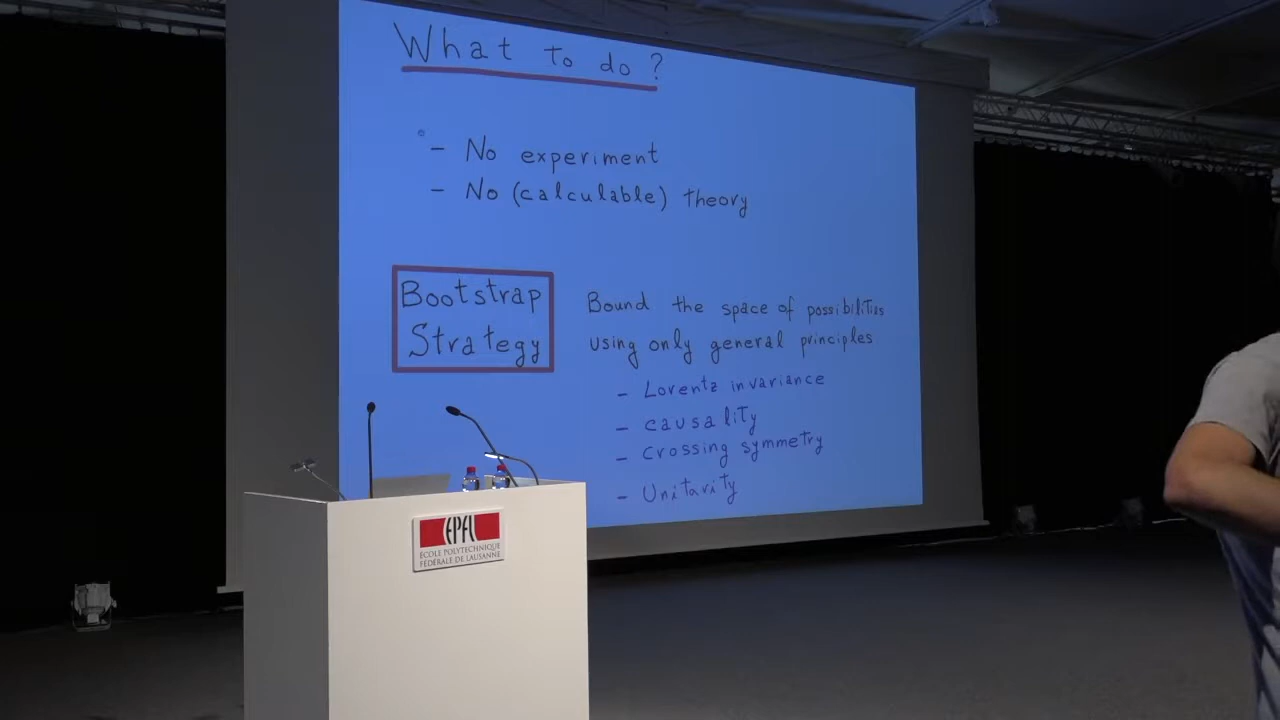 What to do ?
- No experiment
- No (calculable) theory
Bootstrap
Strategy
Bound the space of possibilities
using only general principles
- Lorentz invariance
- causality
- crossing symmetry
- Unitarity
EPFL
ÉCOLE POLYTECHNIQUE
FÉDÉRALE DE LAUSANNE